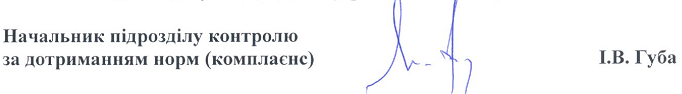 Начальник підрозділу контролю
за дотриманням норм (комплаєнс) І.В. Губа